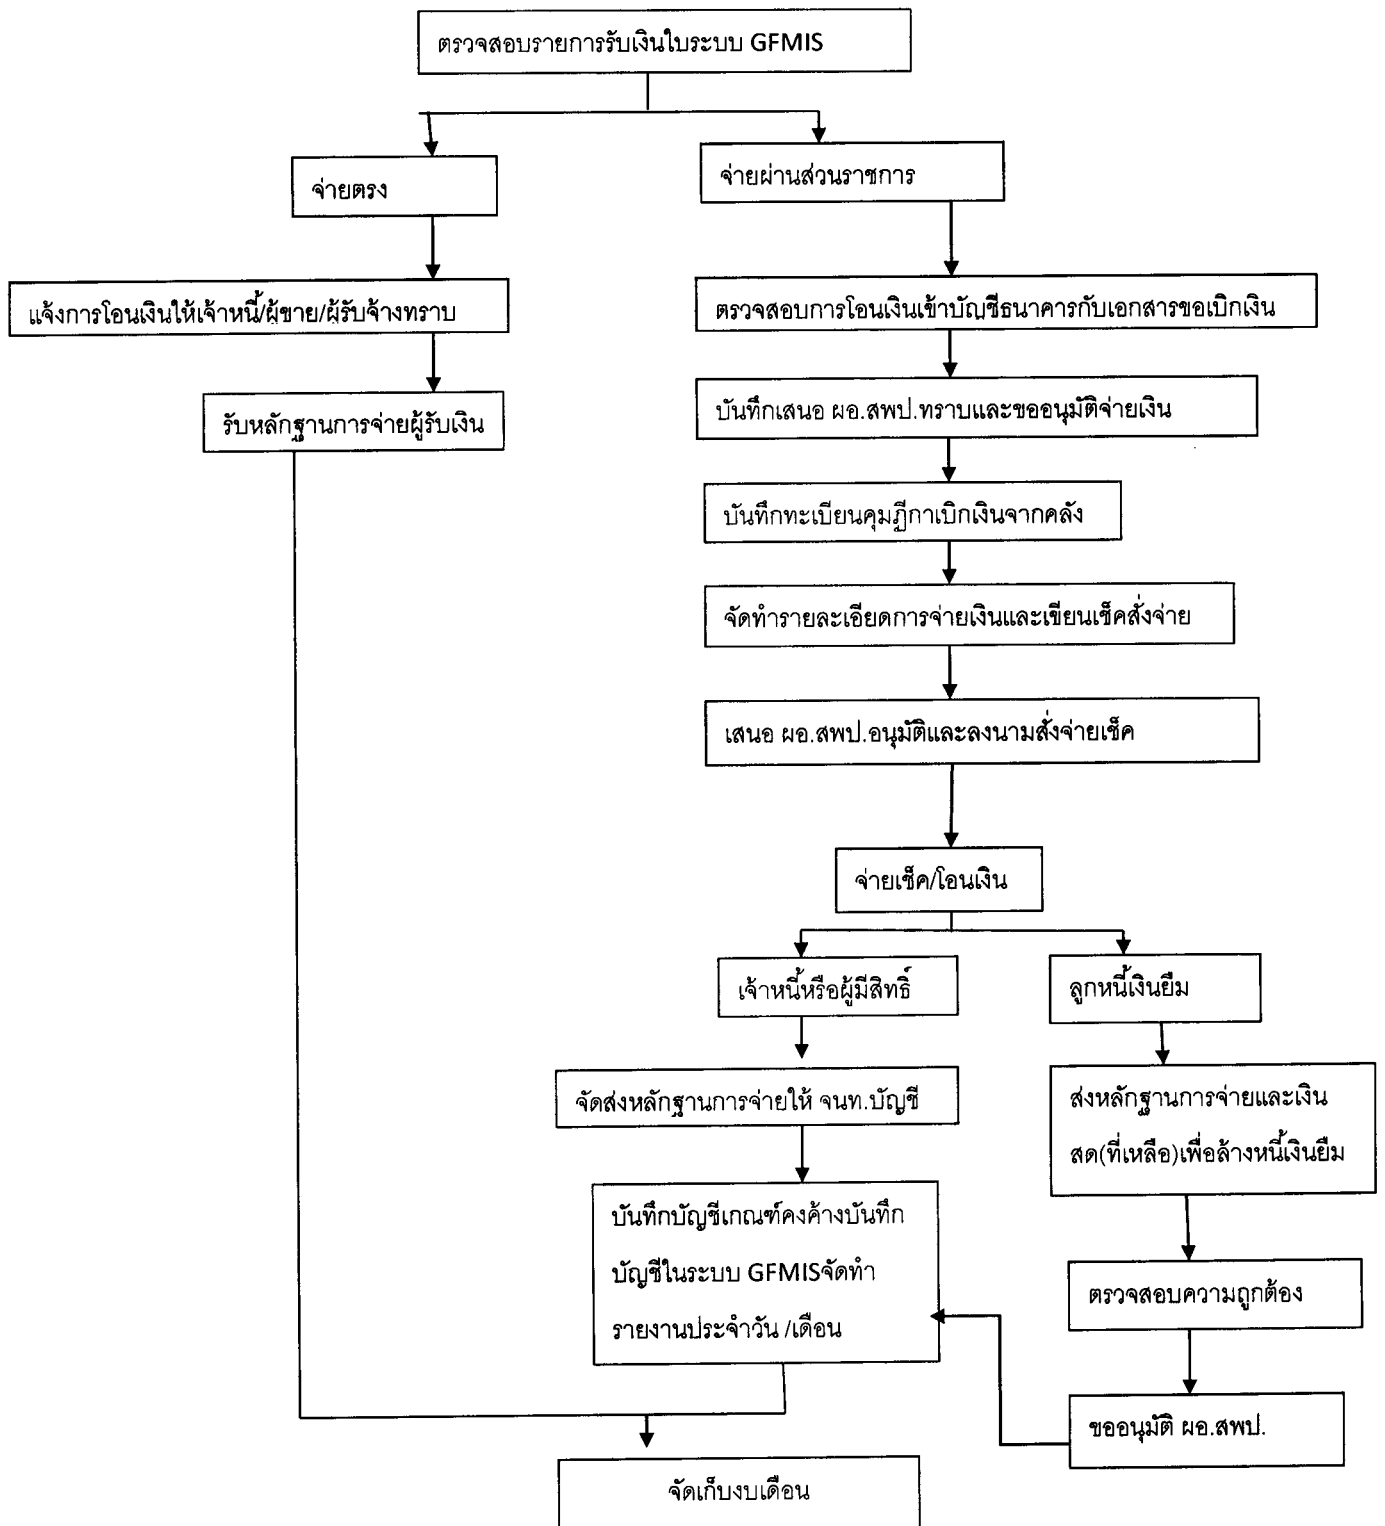 ตรวจสอบรายการรับเงินใบระบบ GFMIS
จ่ายตรง
จ่ายผ่านส่วนราชการ
แจ้งการโอนเงินให้เจ้าหนี้/ผู้ขาย/ผู้รับจ้างทราบ
ตรวจสอบการโอนเงินเข้าบัญชีธนาคารกับเอกสารขอเบิกเงิน
รับหลักฐานการจ่ายผู้รับเงิน
บันทึกเสนอ ผอ.สพป.ทราบและขออนุมัติจ่ายเงิน
บันทึกทะเบียนคุมฎีกาเบิกเงินจากคลัง
จัดทำรายละเอียดการจ่ายเงินและเขียนเช็คสั่งจ่าย
เสนอ ผอ.สพป.อนุมัติและลงนามสั่งจ่ายเช็ค
จ่ายเช็ค/โอนเงิน
เจ้าหนี้หรือผู้มีสิทธิ์
ลูกหนี้เงินยืม
จัดส่งหลักฐานการจ่ายให้ จนท.บัญชี
ส่งหลักฐานการจ่ายและเงิน
สด(ที่เหลือ)เพื่อล้างหนี้เงินยืม
บันทึกบัญชีเกณฑ์คงค้างบันทึก
บัญชีในระบบ GFMISจัดทำ
รายงานประจำวัน /เดือน
ตรวจสอบความถูกต้อง
ขออนุมัติ ผอ.สพป.
จัดเก็บงบเดือน